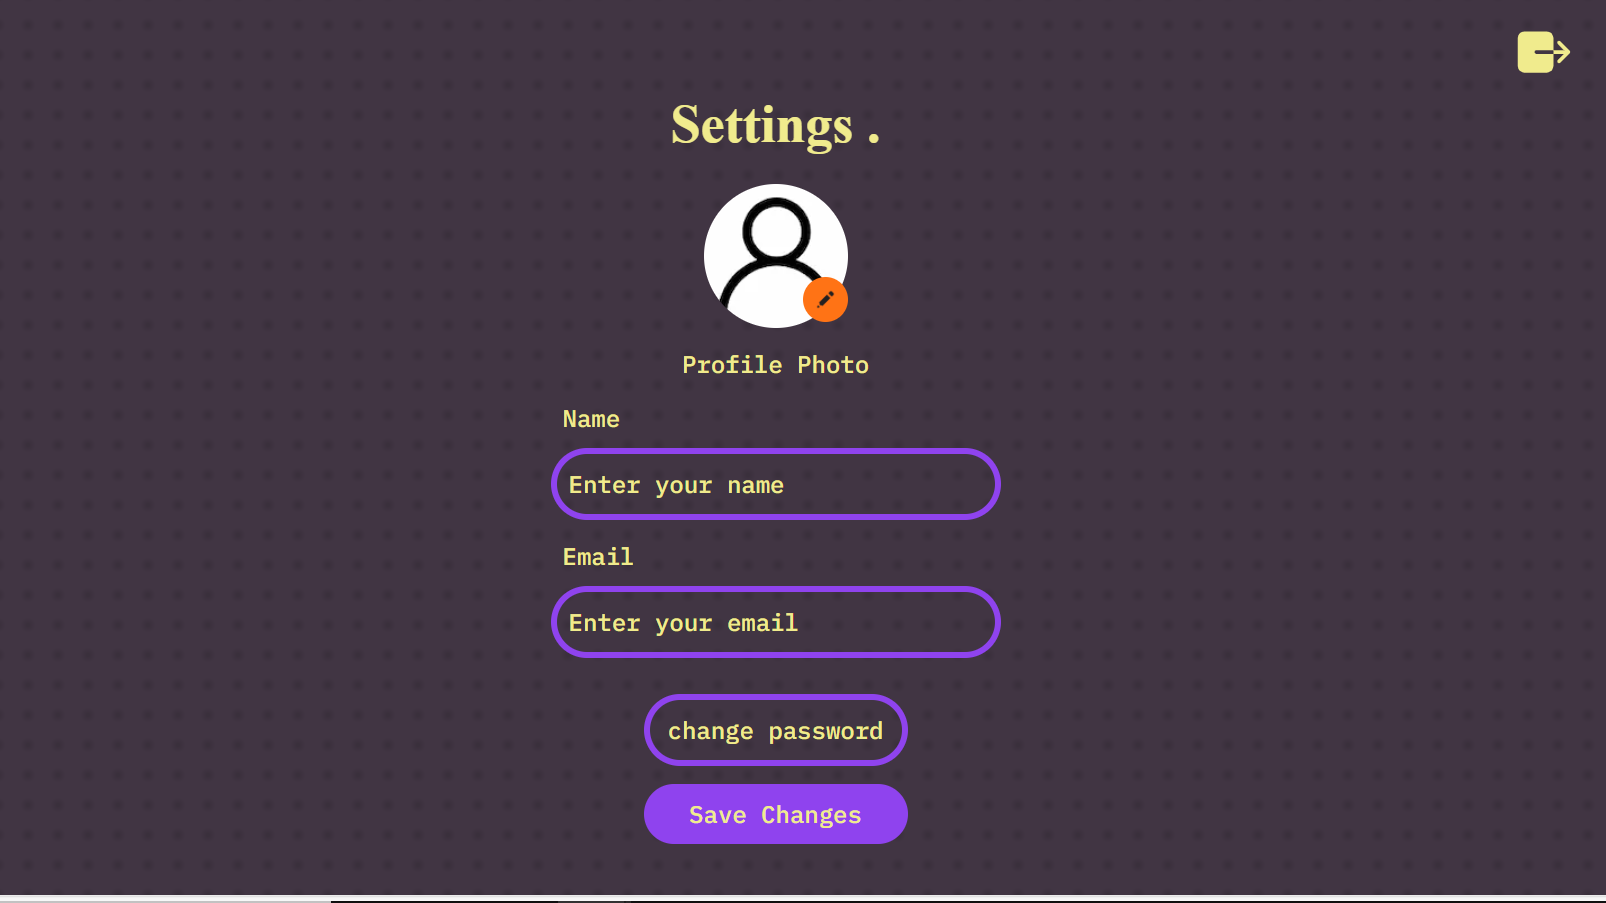 Settings .
Profile Photo
Name
Enter your name
Email
Enter your email
change password
Save Changes